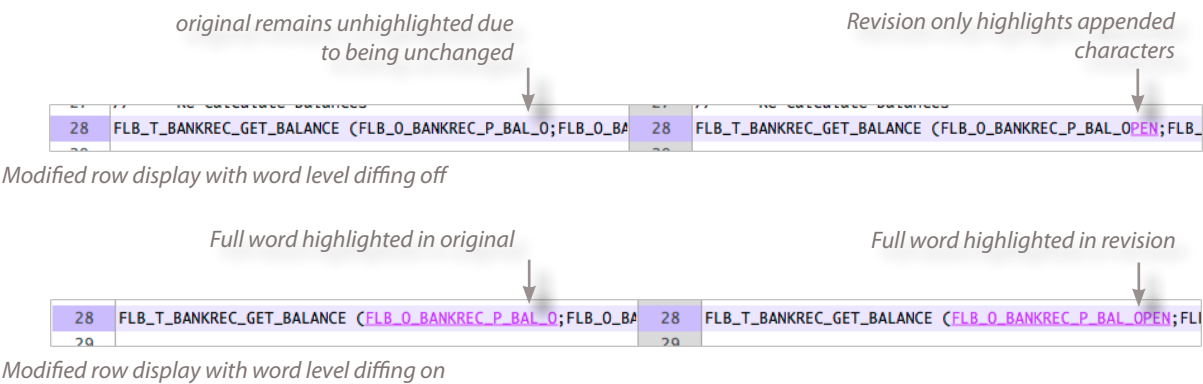 original remains unhighlighted due
to being unchanged
Revision only highlights appended
characters
28 FLB_T_BANKREC_GET_BALANCE (FLB_O_BANKREC_P_BAL_O;FLB_O_BA 28 FLB_T_BANKREC_GET_BALANCE (FLB_O_BANKREC_P_BAL_OPEN;FLB_
Modified row display with word level diffing off
Full word highlighted in original
Full word highlighted in revision
28 FLB_T_BANKREC_GET_BALANCE (FLB_O_BANKREC_P_BAL_O;FLB_O_BA 28 FLB_T_BANKREC_GET_BALANCE (FLB_O_BANKREC_P_BAL_OPEN;FLI
29 29
Modified row display with word level diffing on